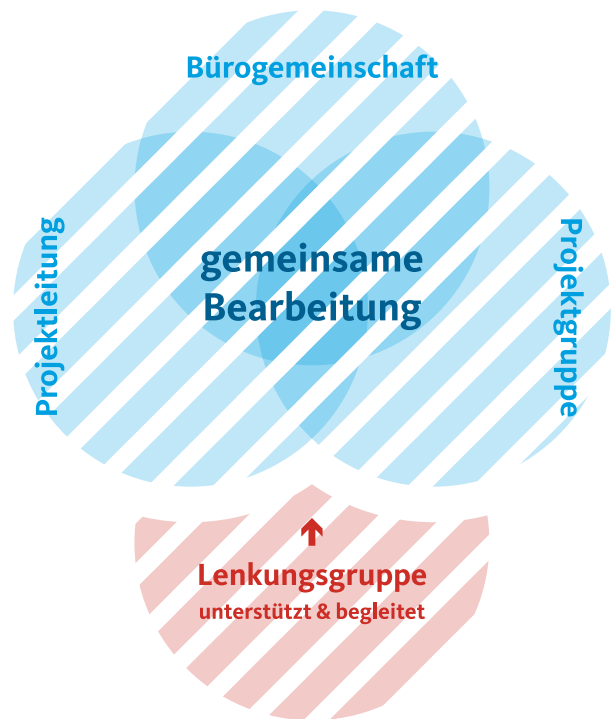 Bürogemeinschaft
Projektleitung
gemeinsame
Bearbeitung
Projektgruppe
Lenkungsgruppe
unterstützt & begleitet